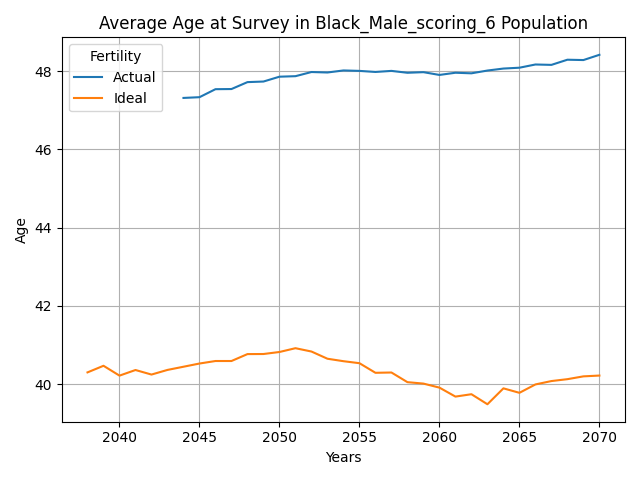 Average Age at Survey in Black_Male_scoring_6 Population
Fertility
Actual
Ideal
48
46
44
42
40
Age
2040 2045 2050 2055 2060 2065 2070
Years